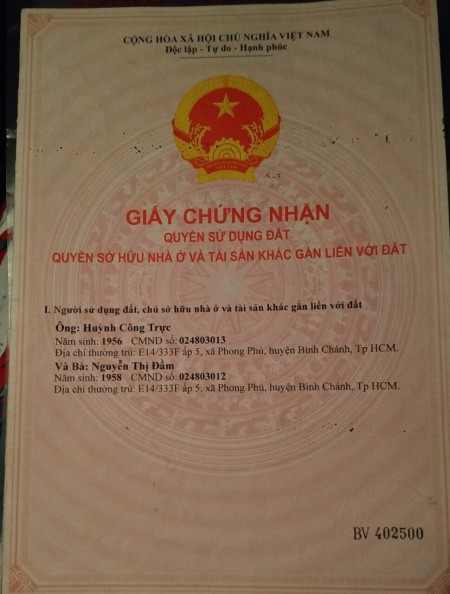 CỘNG HÒA XÃ HỘI CHỦ NGHĨA VIỆT NAM
Độc lập - Tự do - Hạnh phúc
GIẤY CHỨNG NHẬN
QUYỀN SỬ DỤNG ĐẤT
QUYỀN SỞ HỮU NHÀ Ở VÀ TÀI SẢN KHÁC GẮN LIỀN VỚI ĐẤT
I. Người sử dụng đất, chủ sở hữu nhà ở và tài sản khác gắn liền với đất
Ông: Huỳnh Công Trực
Năm sinh: 1956 CMND số: 024803013
Địa chỉ thường trú: E14/333F ấp 5, xã Phong Phú, huyện Bình Chánh, Tp HCM.
Và Bà: Nguyễn Thị Đầm
Năm sinh: 1958 CMND số: 024803012
Địa chỉ thường trú: E14/333F ấp 5, xã Phong Phú, huyện Bình Chánh, Tp HCM.
BV 402500